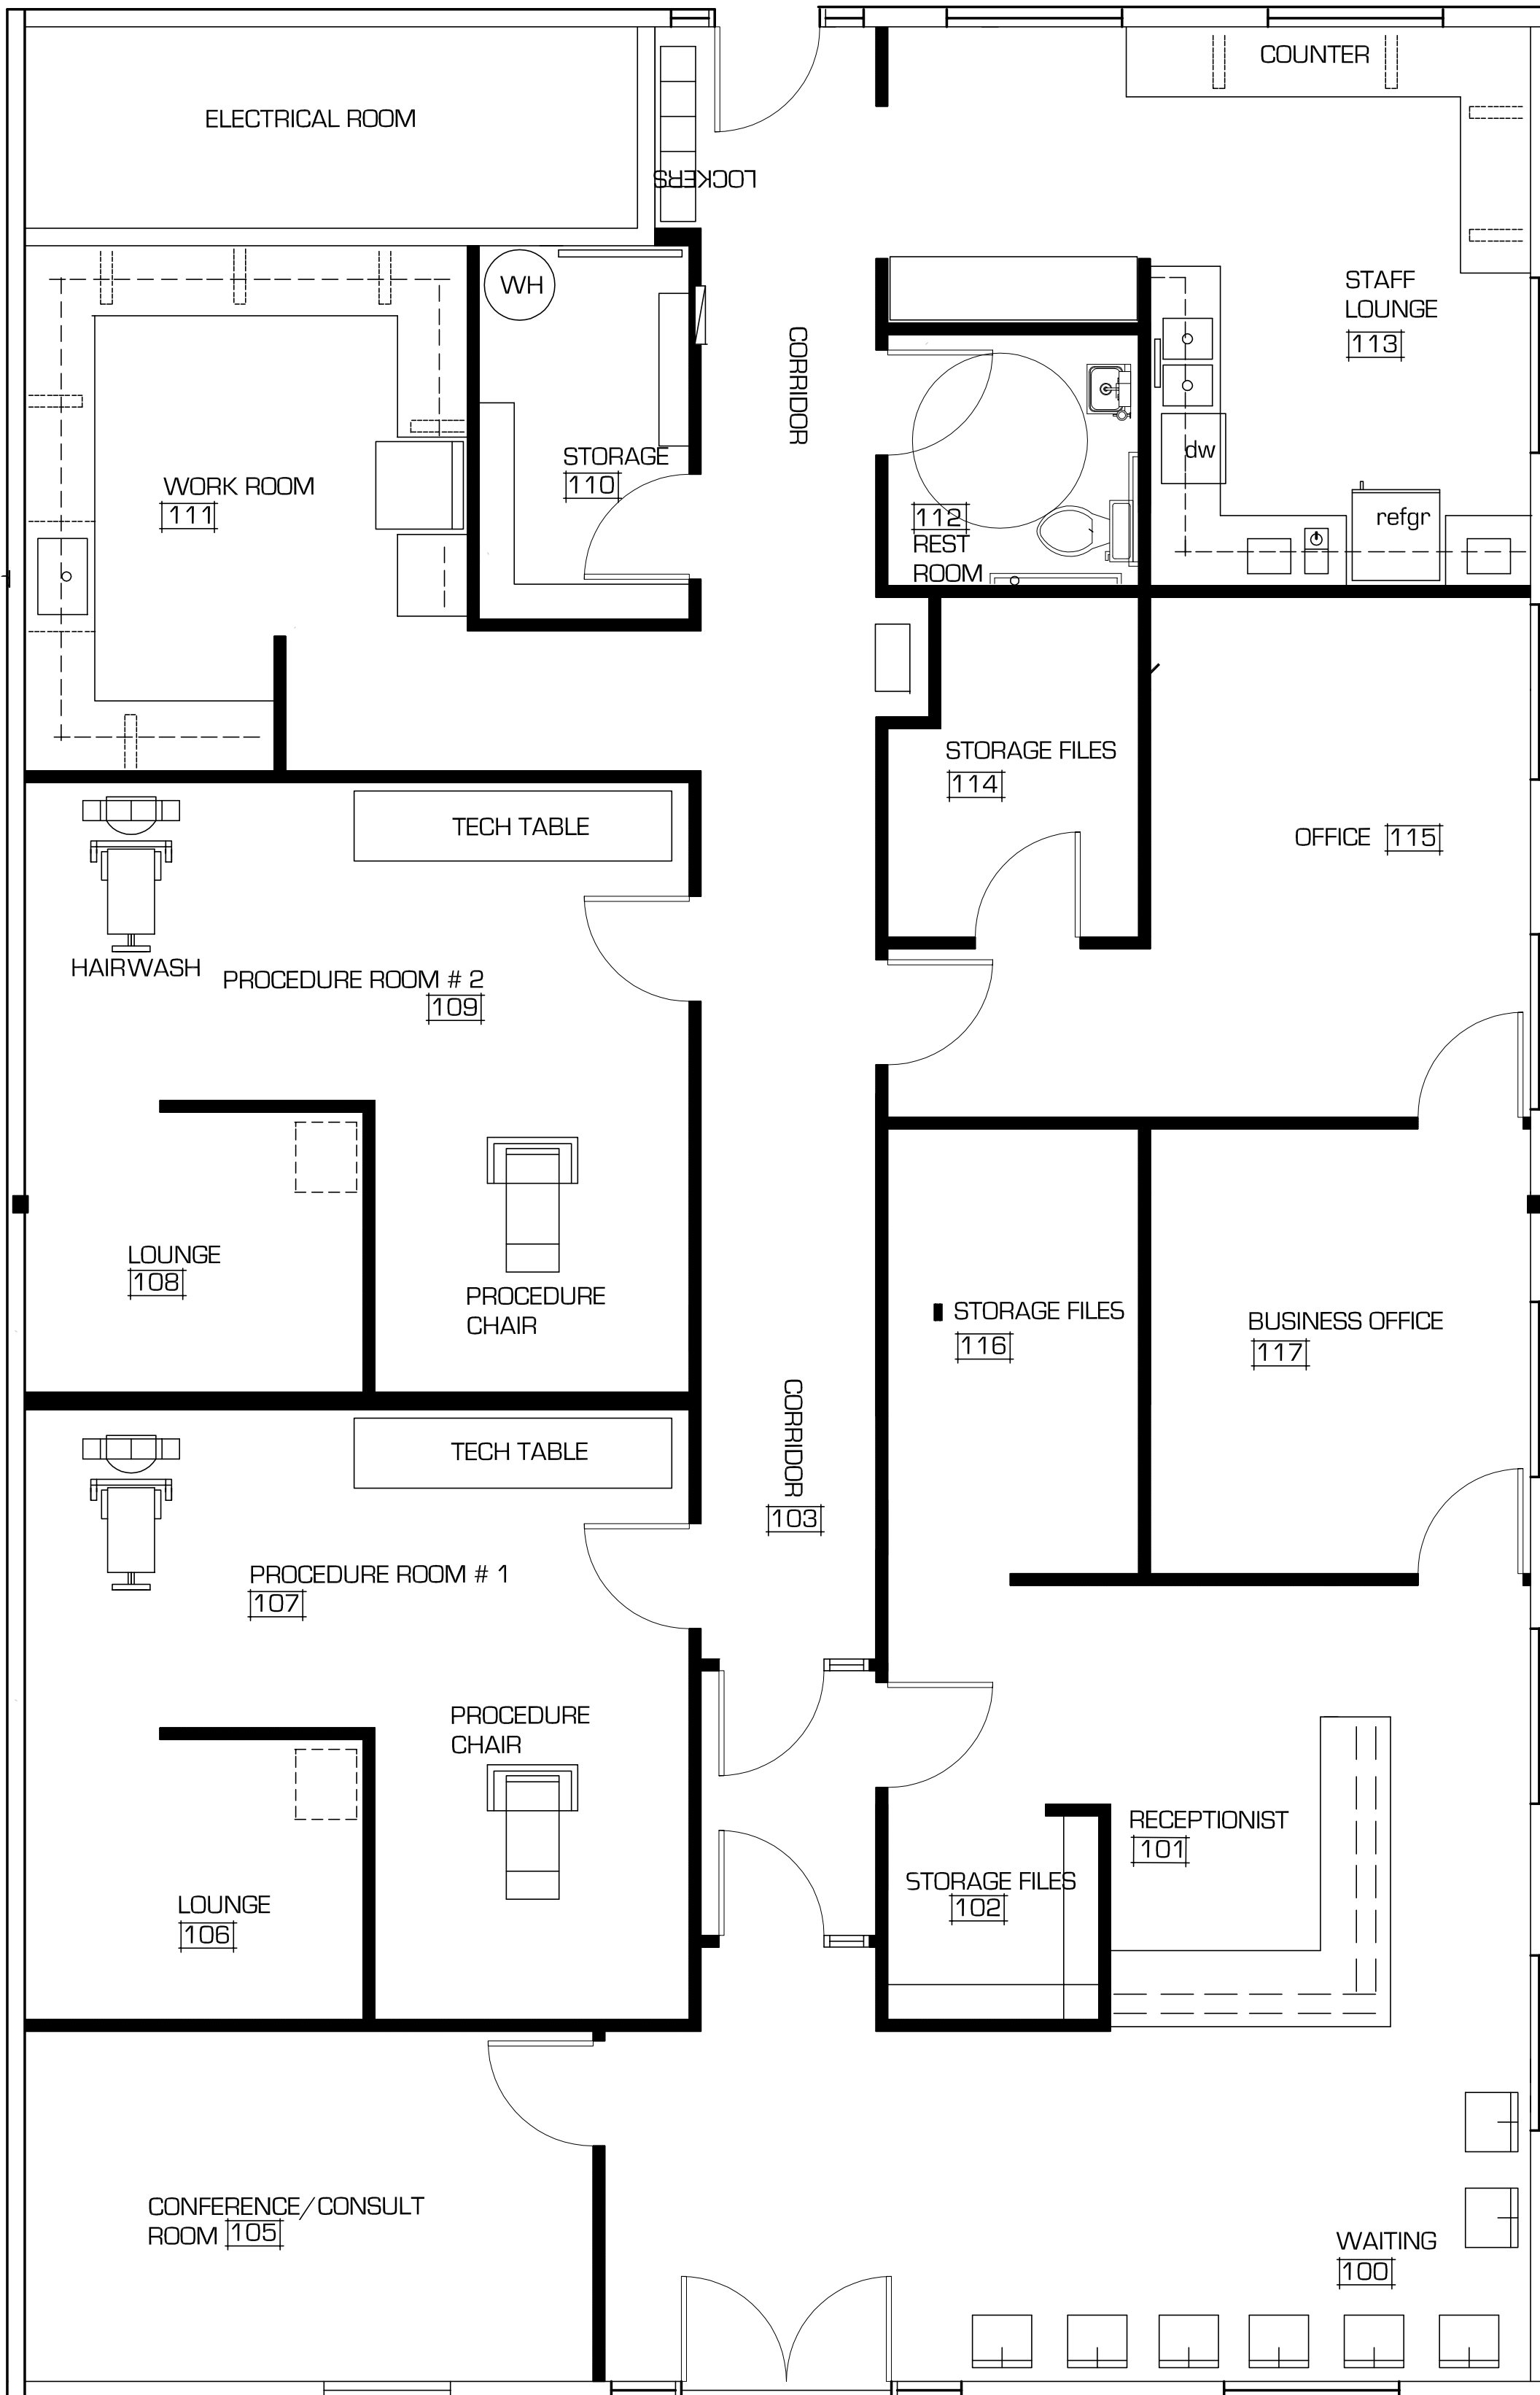 COUNTER
ELECTRICAL ROOM
LOCKERS
WH
STAFF
LOUNGE
113
CORRIDOR
STORAGE
110
dw
WORK ROOM
111
112
REST
ROOM
refgr
STORAGE FILES
114
TECH TABLE
OFFICE 115
HAIRWASH
PROCEDURE ROOM # 2
109
LOUNGE
108
PROCEDURE
CHAIR
STORAGE FILES
116
BUSINESS OFFICE
117
CORRIDOR
103
TECH TABLE
PROCEDURE ROOM # 1
107
PROCEDURE
CHAIR
RECEPTIONIST
101
STORAGE FILES
102
LOUNGE
106
CONFERENCE/CONSULT
ROOM 105
WAITING
100